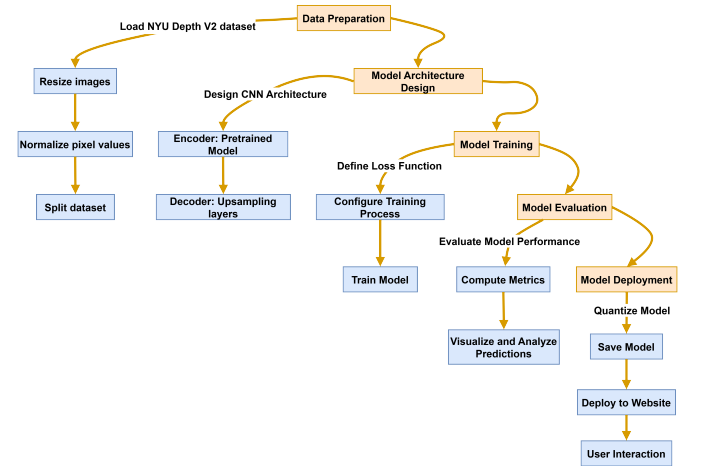 Data Preparation
Load NYU Depth V2 dataset
Resize images
Model Architecture
Design
Design CNN Architecture
Normalize pixel values
Encoder: Pretrained
Model
Model Training
Define Loss Function
Split dataset
Decoder: Upsampling
layers
Configure Training
Process
Model Evaluation
Evaluate Model Performance
Train Model
Compute Metrics
Model Deployment
Quantize Model
Visualize and Analyze
Predictions
Save Model
Deploy to Website
User Interaction